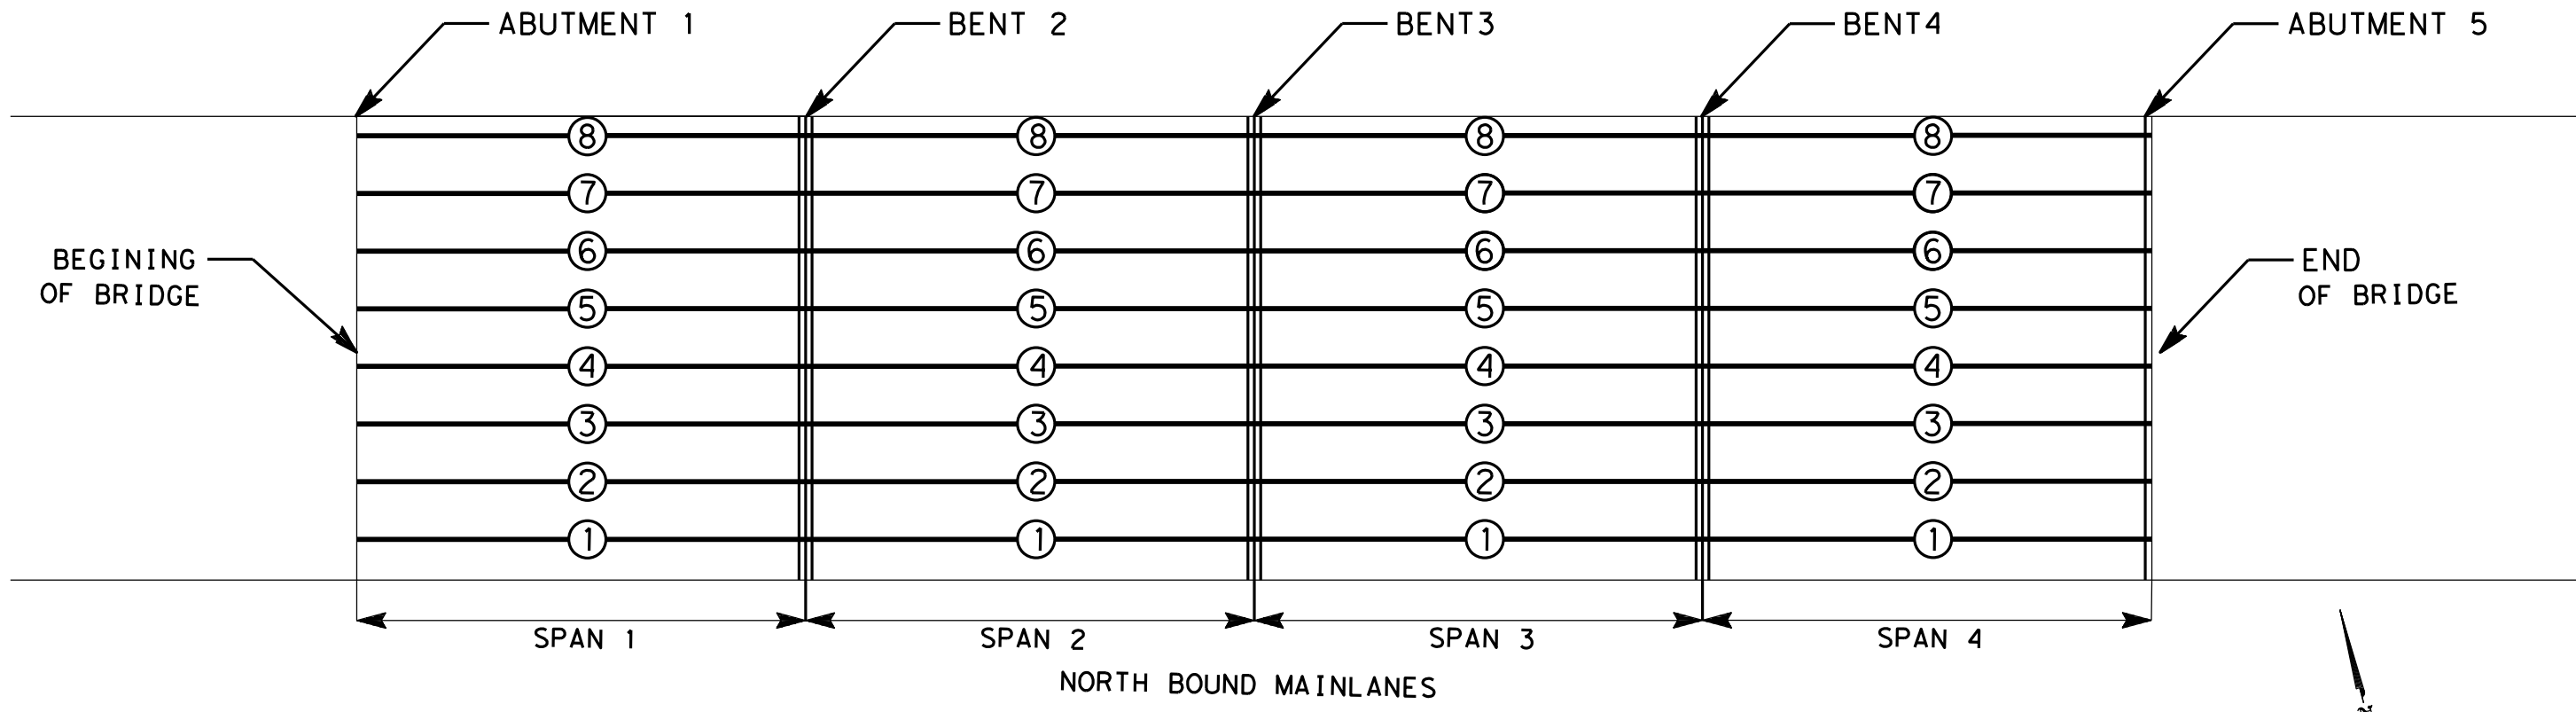 ABUTMENT 1
BENT 2
BENT3
BENT4
ABUTMENT 5
8 8 8 8
7 7 7 7
BEGINING
OF BRIDGE
6 6 6 6
END
OF BRIDGE
5 5 5 5
4 4 4 4
3 3 3 3
2 2 2 2
1 1 1 1
SPAN 1
SPAN 2
SPAN 3
SPAN 4
NORTH BOUND MAINLANES